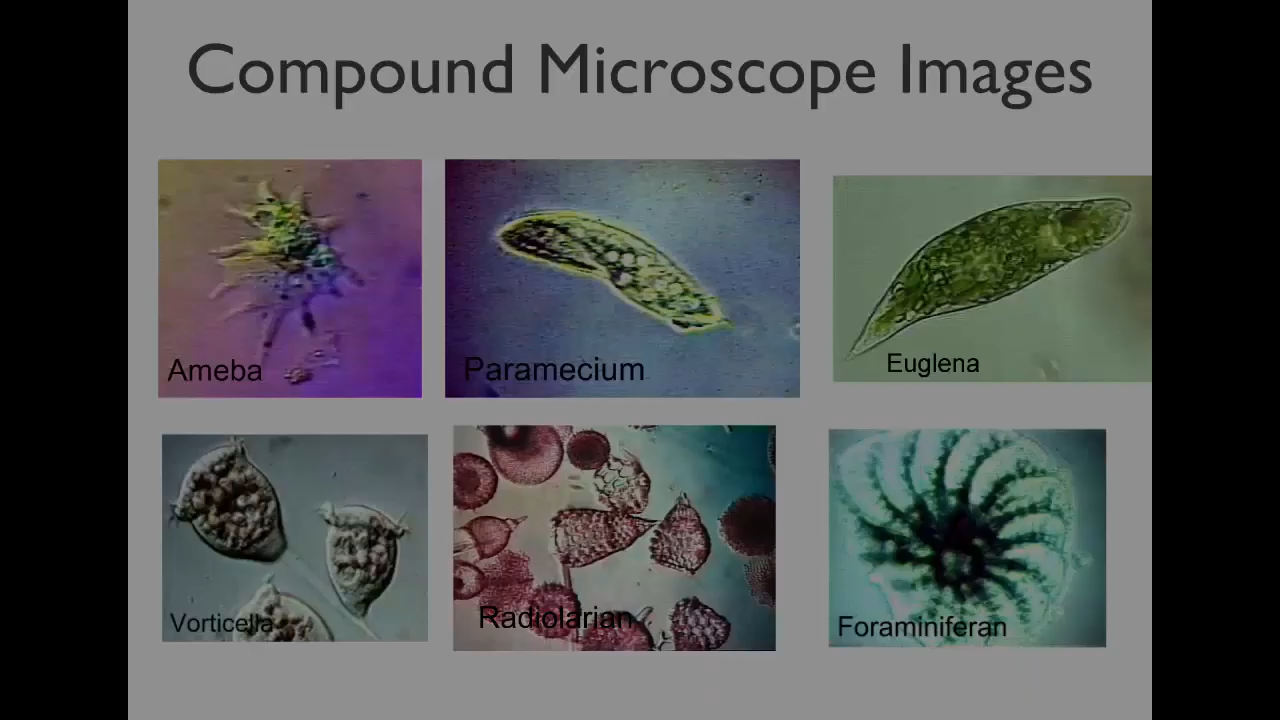 Compound Microscope Images
Ameba
Paramecium
Euglena
Vorticella
Radiolarian
Foraminiferan